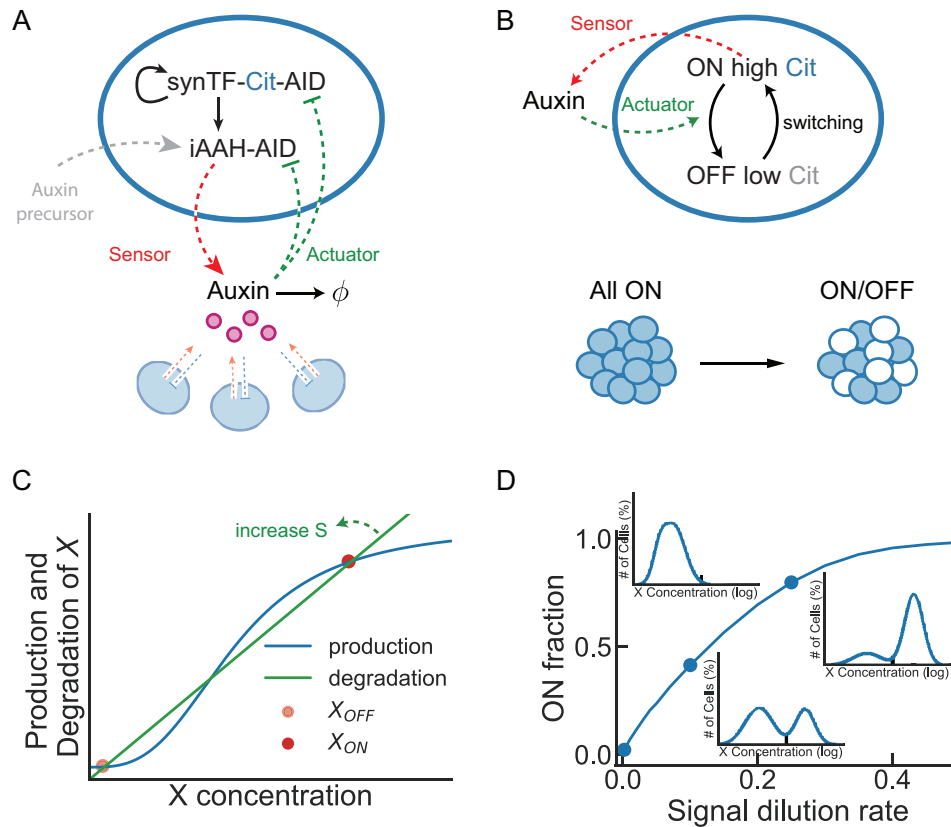 A
synTF-Cit-AID
iAAH-AID
Auxin
precursor
Sensor
Actuator
Auxin
ϕ
B
Sensor
ON high Cit
Auxin
Actuator
switching
OFF low Cit
All ON
ON/OFF
C
Production and
Degradation of X
increase S
production
degradation
X_OFF
X_ON
X concentration
D
ON fraction
1.0
0.5
0.0
# of Cells (%)
X Concentration (log)
# of Cells (%)
X Concentration (log)
# of Cells (%)
X Concentration (log)
0.0 0.2 0.4
Signal dilution rate